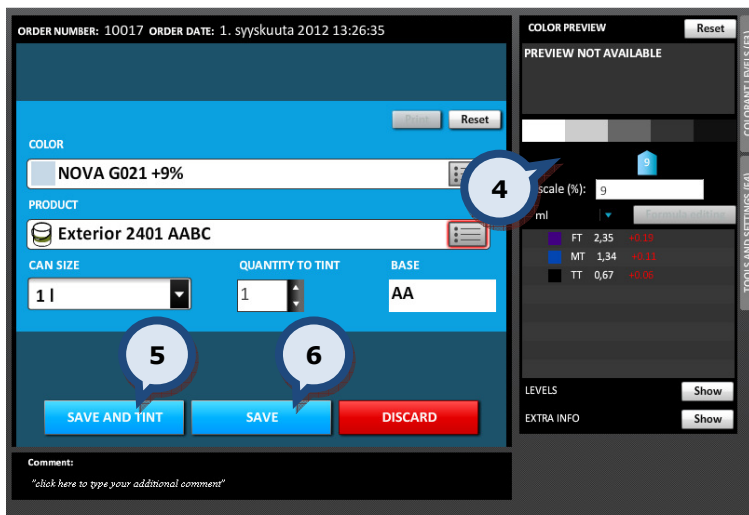 ORDER NUMBER: 10017 ORDER DATE: 1. syyskuuta 2012 13:26:35
Print Reset
COLOR
NOVA G021 +9%
PRODUCT
Exterior 2401 AABC
CAN SIZE QUANTITY TO TINT BASE
1 l 1 AA
5 6
SAVE AND TINT SAVE DISCARD
Comment:
"click here to type your additional comment"
COLOR PREVIEW Reset
PREVIEW NOT AVAILABLE
9
4
scale (%): 9
ml Formula editing
FT 2,35 +0.19
MT 1,34 +0.11
TT 0,67 +0.06
LEVELS Show
EXTRA INFO Show
COLORANT LEVELS (F3)
TOOLS AND SETTINGS (F4)